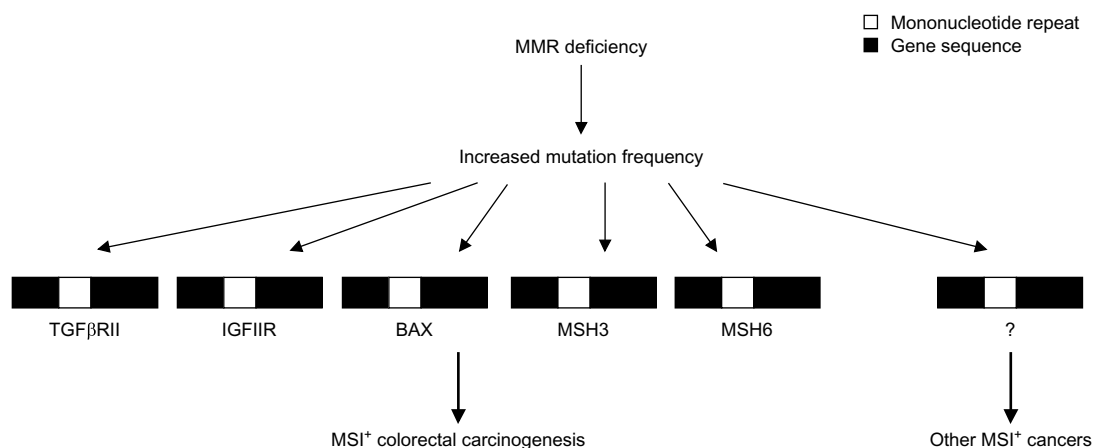 Mononucleotide repeat
Gene sequence
MMR deficiency
Increased mutation frequency
TGFβRII
IGFIIR
BAX
MSH3
MSH6
?
MSI⁺ colorectal carcinogenesis
Other MSI⁺ cancers